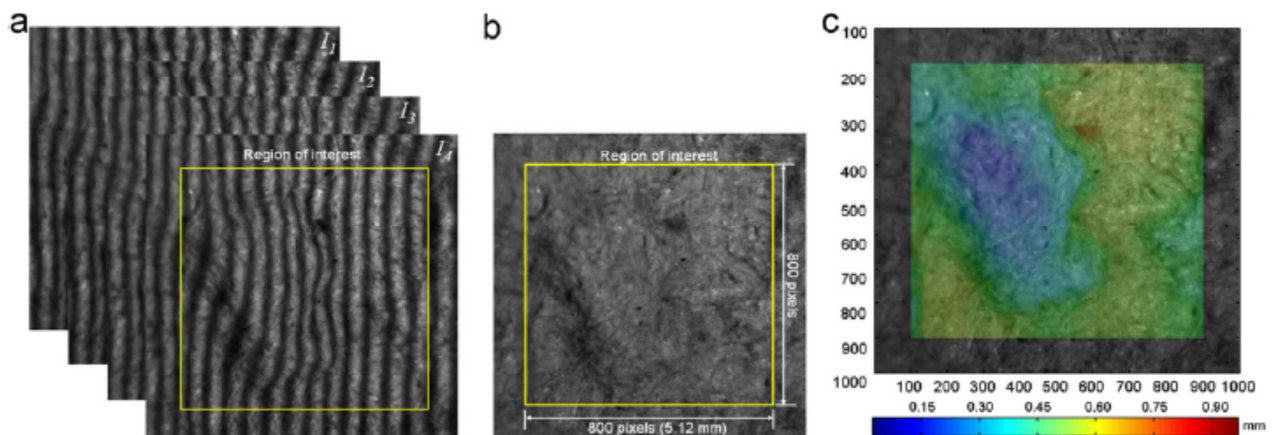 a
I1
I2
I3
I4
Region of interest
b
Region of interest
800 pixels
800 pixels (5.12 mm)
c
100
200
300
400
500
600
700
800
900
1000
100 200 300 400 500 600 700 800 900 1000
0.15 0.30 0.45 0.60 0.75 0.90 mm